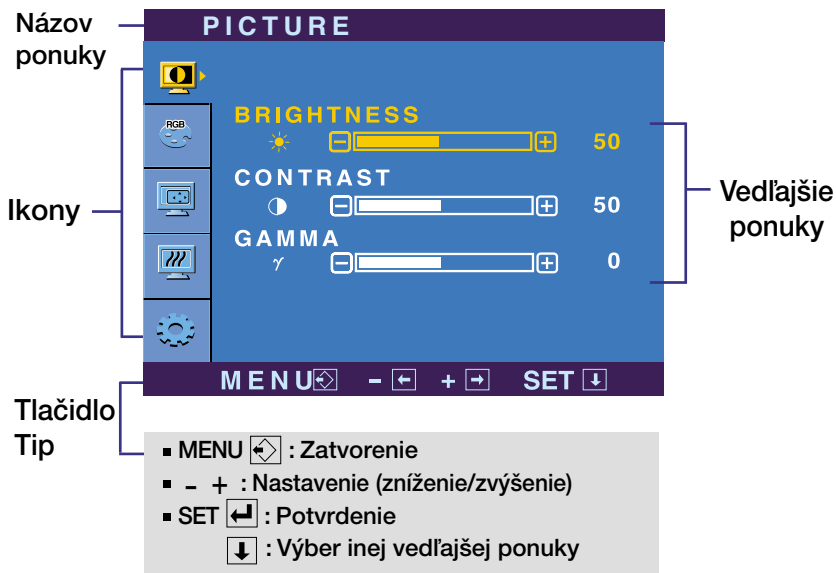 Názov
ponuky
PICTURE
RGB
BRIGHTNESS
50
CONTRAST
50
GAMMA
γ
0
Ikony
Vedľajšie
ponuky
MENU - + SET
Tlačidlo
Tip
MENU : Zatvorenie
- + : Nastavenie (zníženie/zvýšenie)
SET : Potvrdenie
: Výber inej vedľajšej ponuky